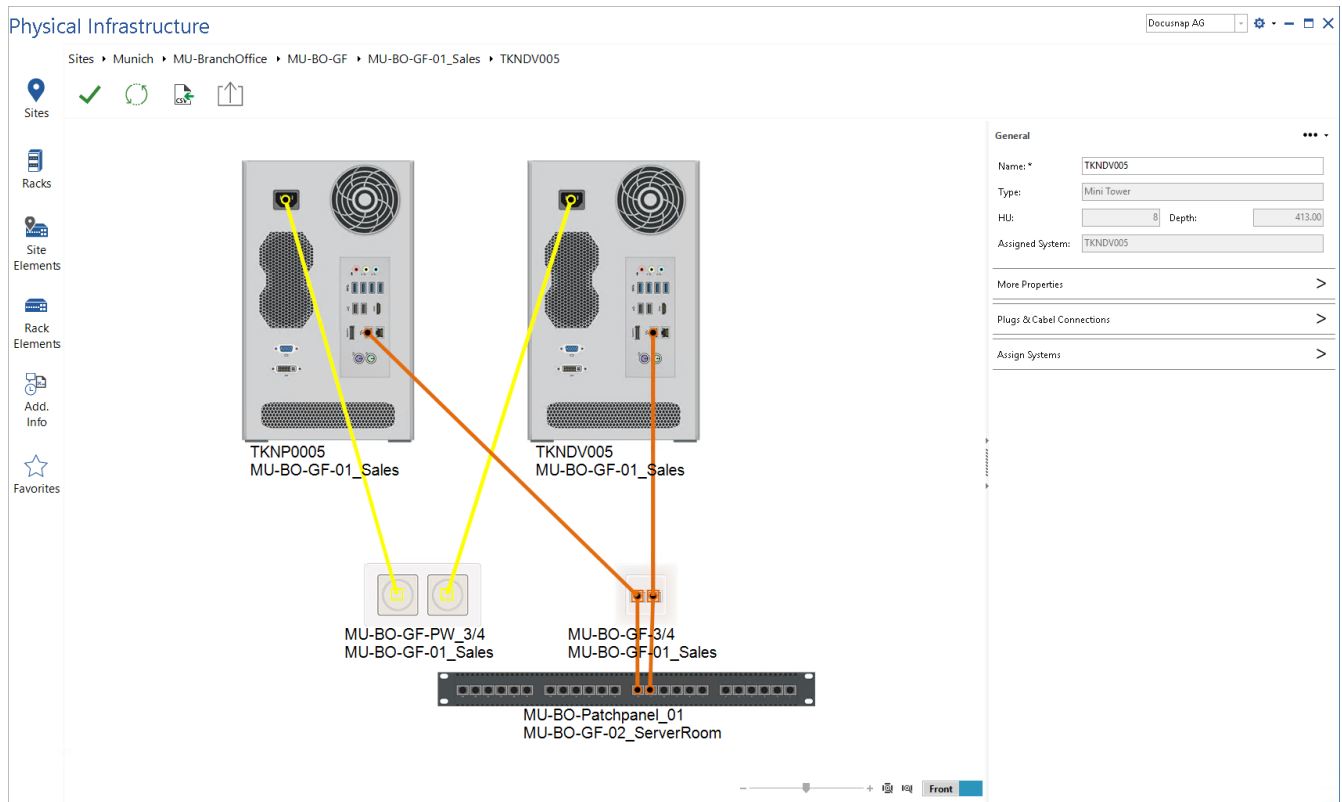 Physical Infrastructure
Docusnap AG
Sites MU-BranchOffice Munich MU-BO-GF MU-BO-GF-01_Sales TKNDV005
Sites
CSV
Racks
Site
Elements
Rack
Elements
Add.
Info
Favorites
TKNP0005
MU-BO-GF-01_Sales
TKNDV005
MU-BO-GF-01_Sales
MU-BO-GF-PW_3/4
MU-BO-GF-01_Sales
MU-BO-GF-3/4
MU-BO-GF-01_Sales
MU-BO-Patchpanel_01
MU-BO-GF-02_ServerRoom
General
Name: * TKNDV005
Type: Mini Tower
HU: 8 Depth: 413.00
Assigned System: TKNDV005
More Properties
Plugs & Cabel Connections
Assign Systems
Front